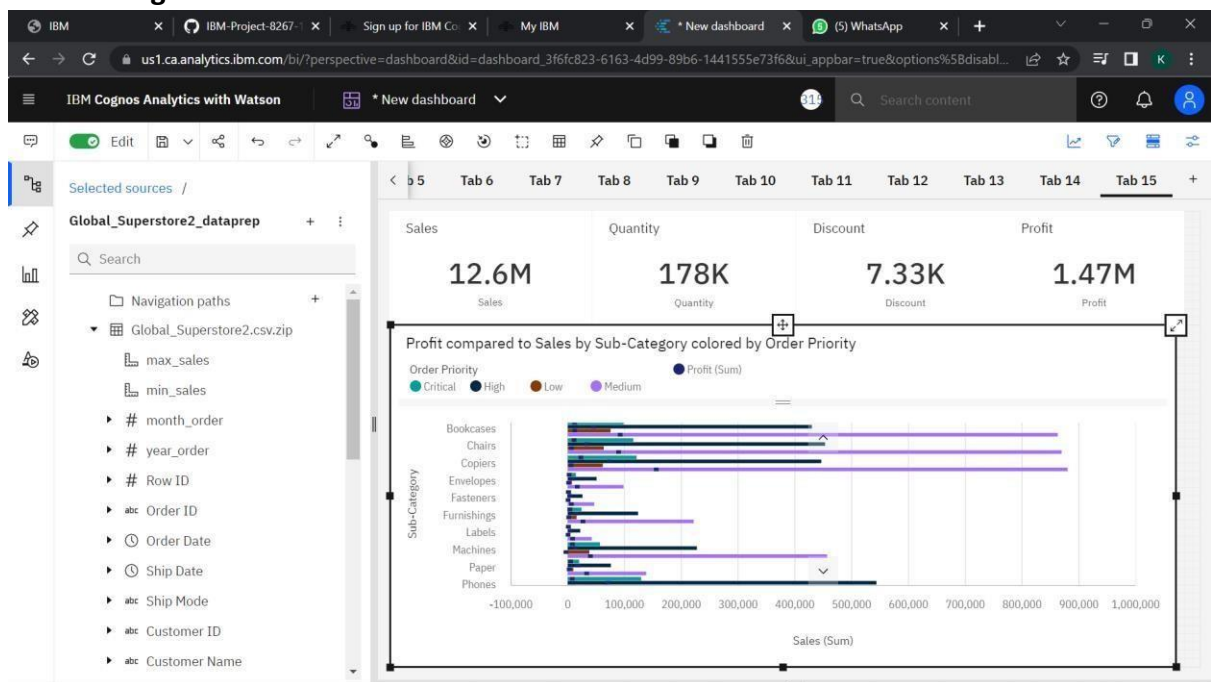 IBM
IBM-Project-8267-1
Sign up for IBM Co
My IBM
* New dashboard
(5) WhatsApp
us1.ca.analytics.ibm.com/bi/?perspective=dashboard&id=dashboard_3f6fc823-6163-4d99-89b6-1441555e73f6&ui_appbar=true&options%5Bdisabl...
K
IBM Cognos Analytics with Watson
* New dashboard
Search content
Edit
Selected sources /
b 5 Tab 6 Tab 7 Tab 8 Tab 9 Tab 10 Tab 11 Tab 12 Tab 13 Tab 14 Tab 15
Global_Superstore2_dataprep
Search
Navigation paths
Global_Superstore2.csv.zip
max_sales
min_sales
month_order
year_order
Row ID
abc Order ID
Order Date
Ship Date
abc Ship Mode
abc Customer ID
abc Customer Name
Sales Quantity Discount Profit
12.6M 178K 7.33K 1.47M
Sales Quantity Discount Profit
Profit compared to Sales by Sub-Category colored by Order Priority
Order Priority
Profit (Sum)
Critical High Low Medium
Sub-Category
Bookcases
Chairs
Copiers
Envelopes
Fasteners
Furnishings
Labels
Machines
Paper
Phones
-100,000 0 100,000 200,000 300,000 400,000 500,000 600,000 700,000 800,000 900,000 1,000,000
Sales (Sum)